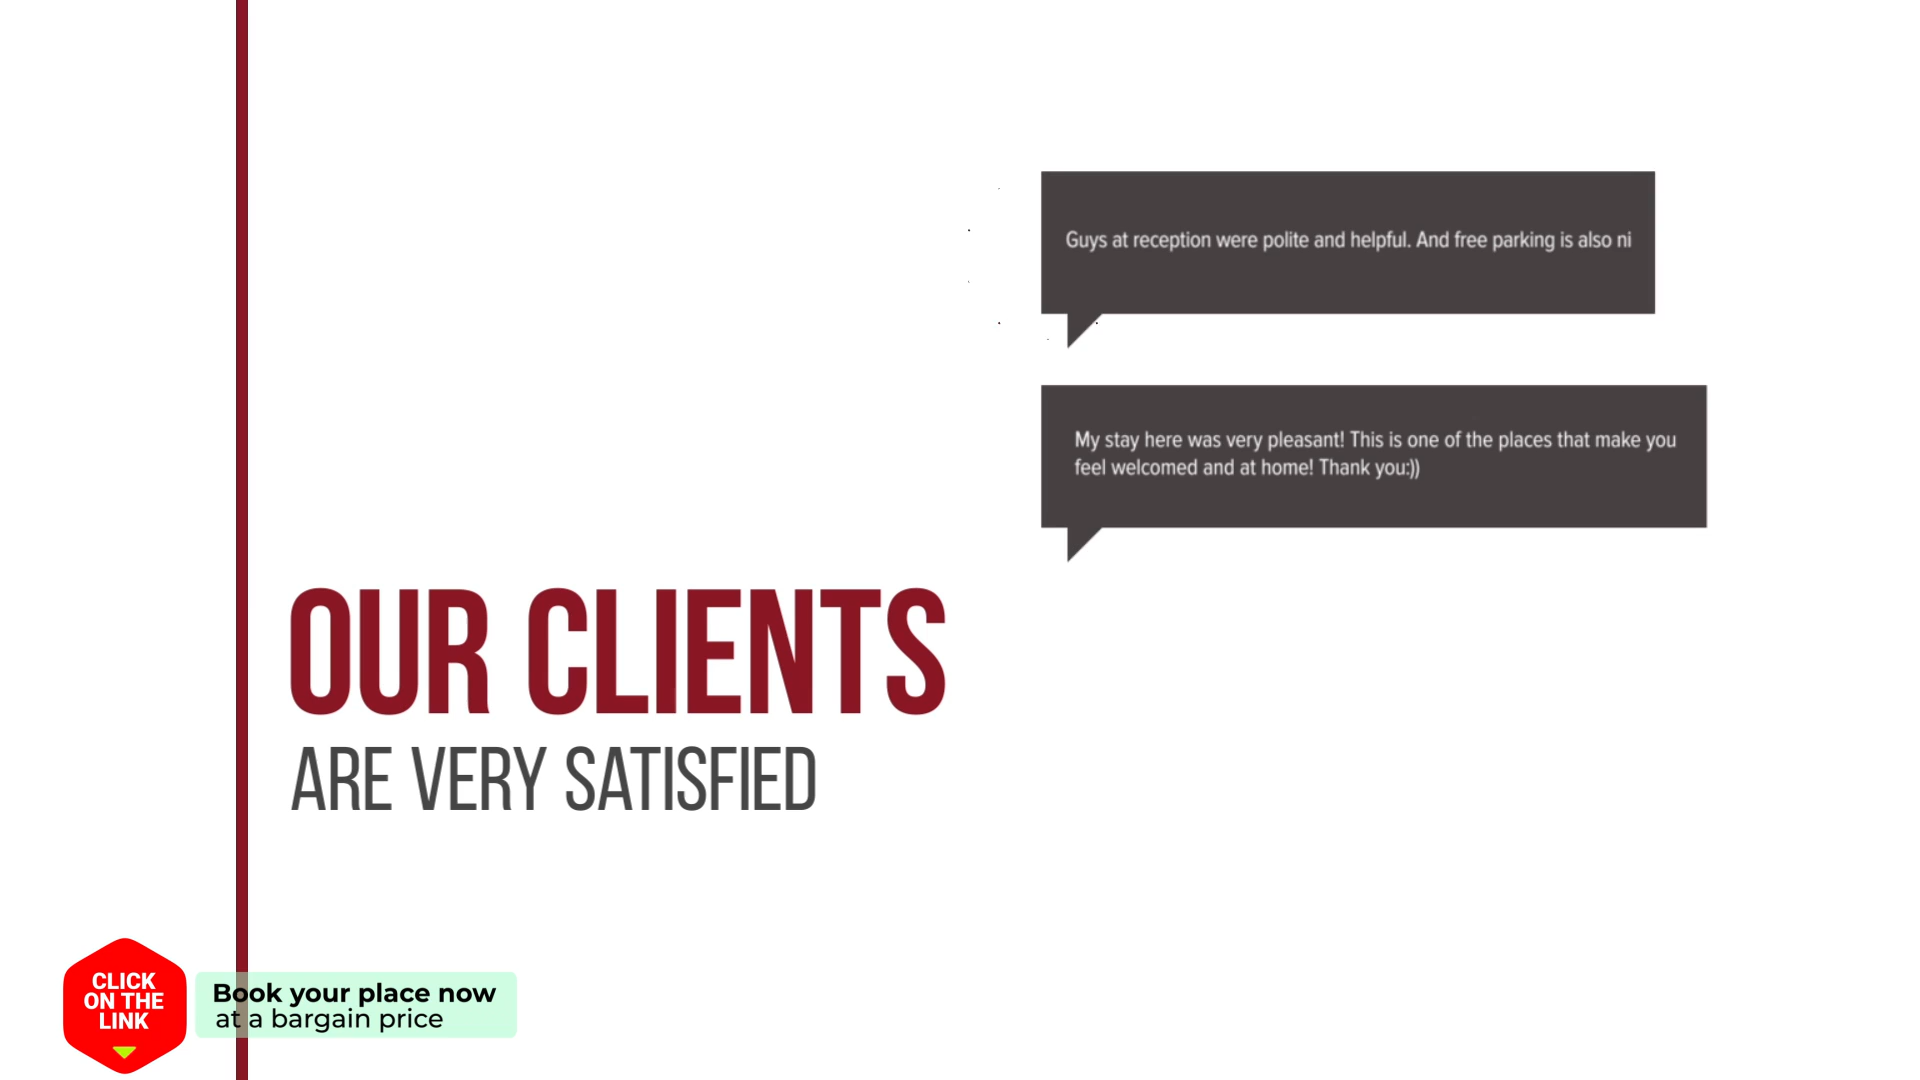 Guys at reception were polite and helpful. And free parking is also ni
My stay here was very pleasant! This is one of the places that make you
feel welcomed and at home! Thank you:))
OUR CLIENTS
ARE VERY SATISFIED
CLICK
ON THE
LINK
Book your place now
at a bargain price